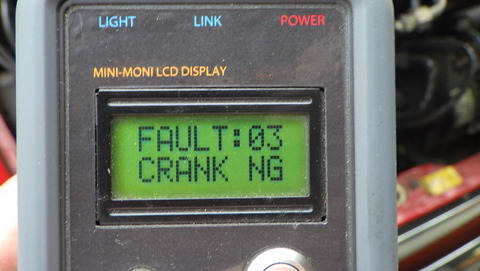 LIGHT LINK POWER
MINI-MONI LCD DISPLAY
FAULT:03
CRANK NG